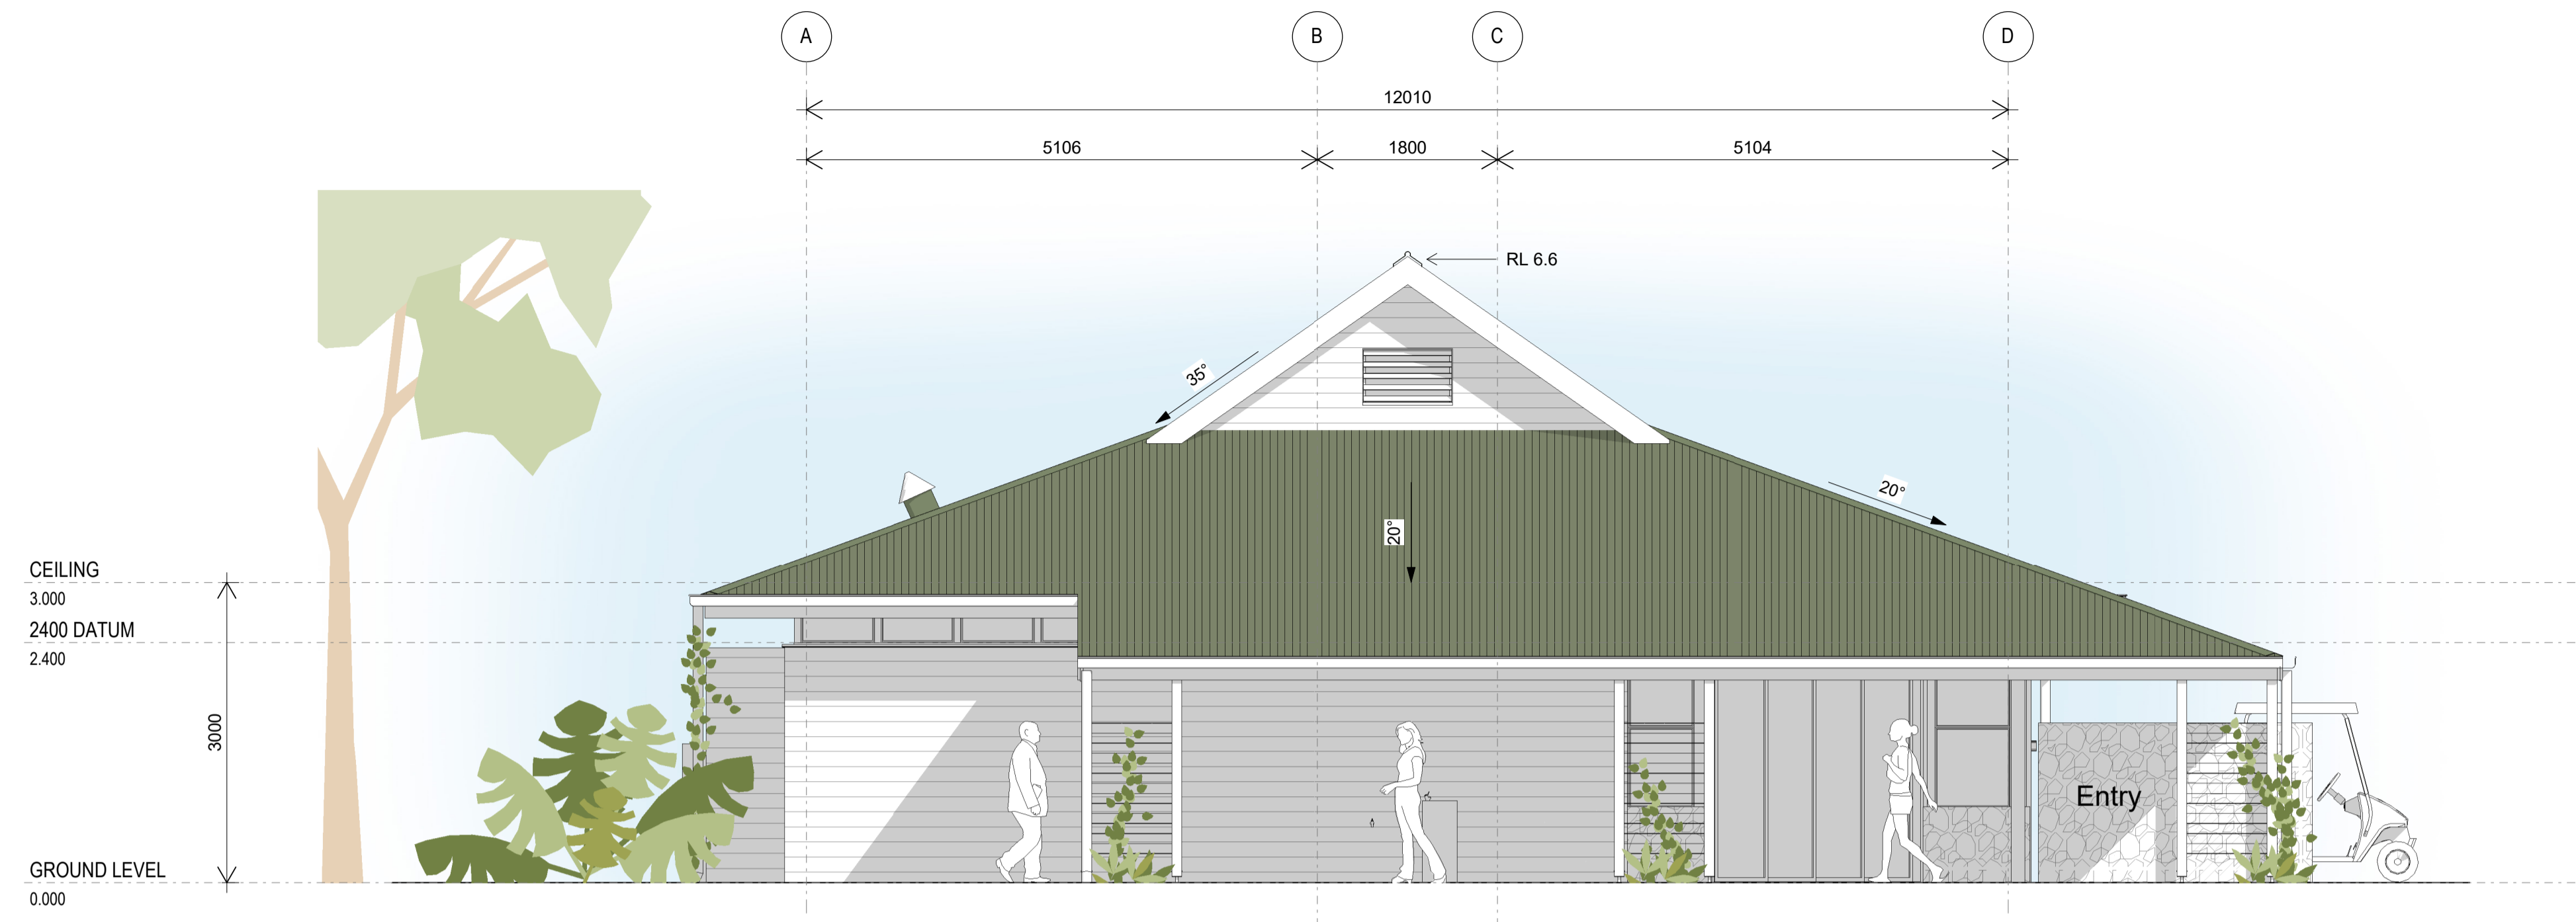 A
B
C
D
12010
5106
1800
5104
RL 6.6
35°
20°
20°
CEILING
3.000
2400 DATUM
2.400
3000
Entry
GROUND LEVEL
0.000